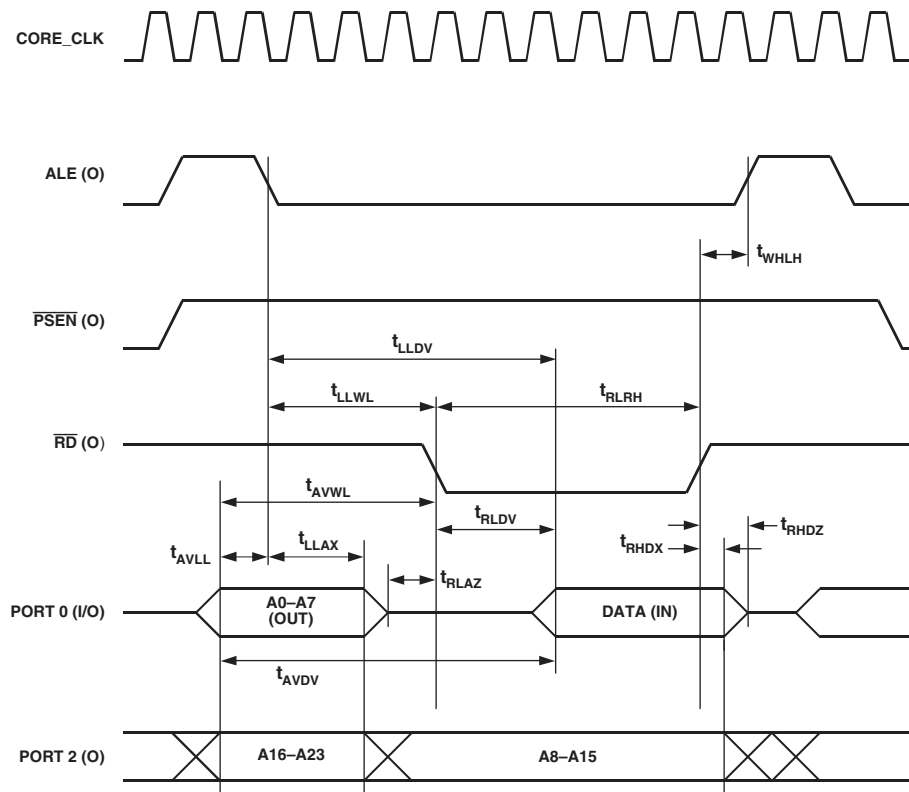 CORE_CLK
ALE (O)
tWHLH
PSEN (O)
tLLDV
tLLWL
tRLRH
RD (O)
tAVWL
tRLDV
tRHDZ
tAVLL
tLLAX
tRHDX
tRLAZ
PORT 0 (I/O)
A0–A7
(OUT)
DATA (IN)
tAVDV
PORT 2 (O)
A16–A23
A8–A15